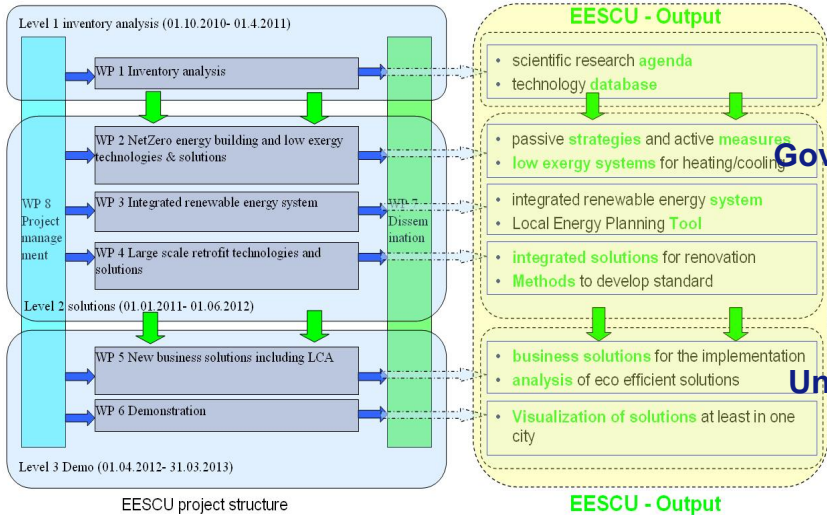 Level 1 inventory analysis (01.10.2010- 01.4.2011)
WP 1 Inventory analysis
WP 2 NetZero energy building and low exergy
technologies & solutions
WP 3 Integrated renewable energy system
WP 4 Large scale retrofit technologies and
solutions
WP 8
Project
manage
ment
WP 7
Dissem
ination
Level 2 solutions (01.01.2011- 01.06.2012)
WP 5 New business solutions including LCA
WP 6 Demonstration
Level 3 Demo (01.04.2012- 31.03.2013)
EESCU project structure
EESCU - Output
• scientific research agenda
• technology database
• passive strategies and active measures
• low exergy systems for heating/cooling
Gov
• integrated renewable energy system
• Local Energy Planning Tool
• integrated solutions for renovation
• Methods to develop standard
• business solutions for the implementation
• analysis of eco efficient solutions
Un
• Visualization of solutions at least in one
city
EESCU - Output